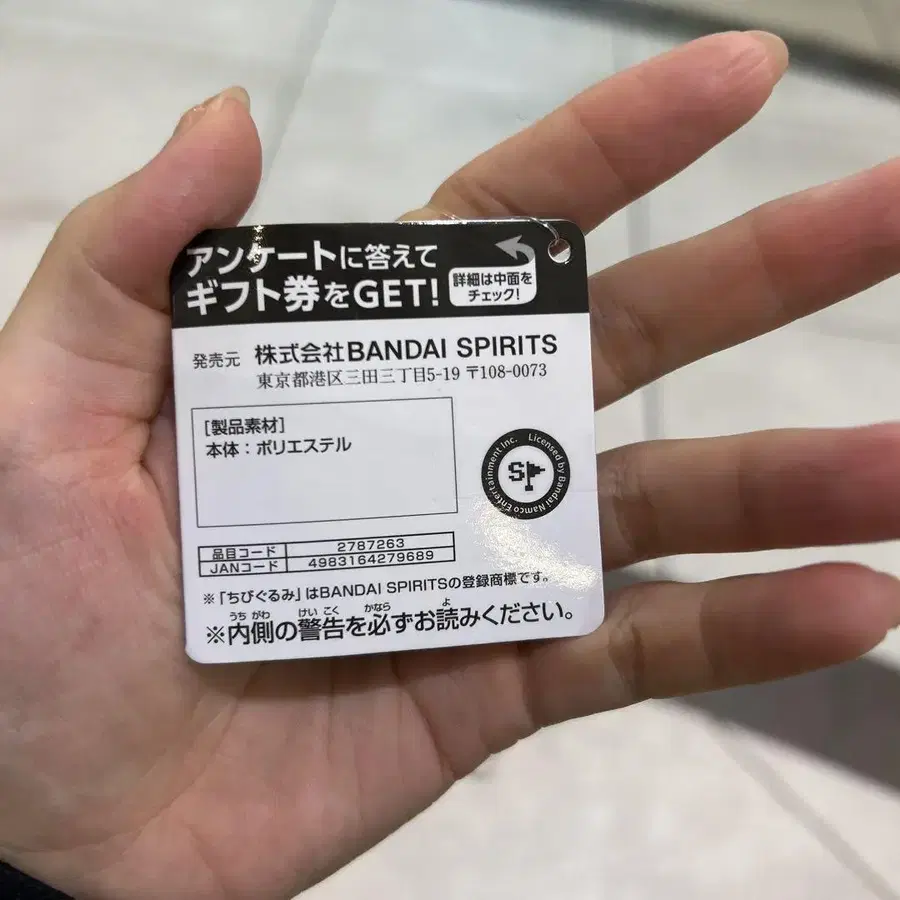 アンケートに答えて
ギフト券をGET!
詳細は中面を
チェック!
発売元 株式会社BANDAI SPIRITS
東京都港区三田三丁目5-19 〒108-0073
[製品素材]
本体：ポリエステル
Licensed by Bandai Namco Entertainment Inc.
SP
品目コード 2787263
JANコード 4983164279689
※「ちびぐるみ」はBANDAI SPIRITSの登録商標です。
うち がわ けい こく かなら よ
※内側の警告を必ずお読みください。